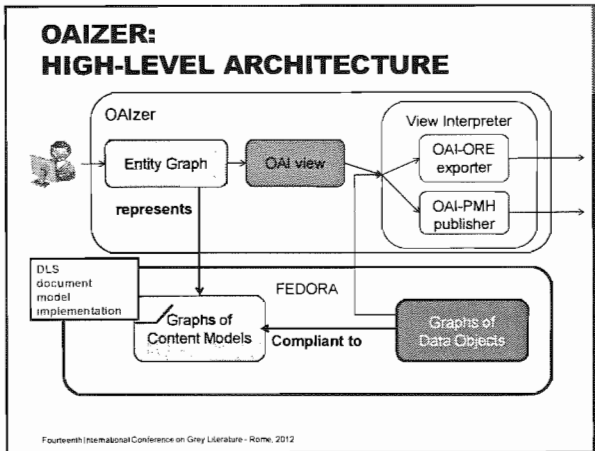 OAIZER:
HIGH-LEVEL ARCHITECTURE
OAIzer
View Interpreter
Entity Graph
OAI view
OAI-ORE
exporter
OAI-PMH
publisher
represents
DLS
document
model
implementation
FEDORA
Graphs of
Content Models
Compliant to
Graphs of
Data Objects
Fourteenth International Conference on Grey Literature - Rome, 2012